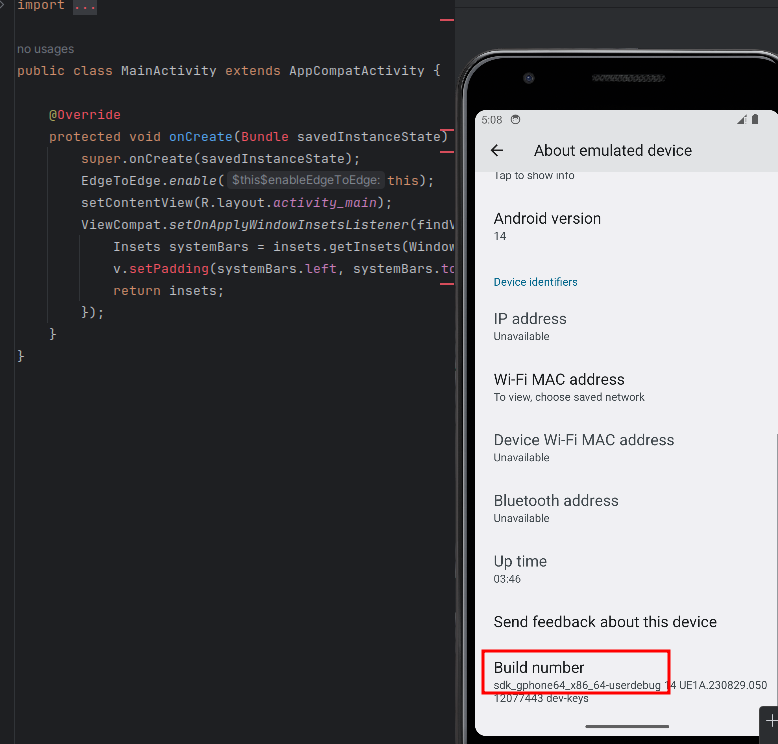 import ...
no usages
public class MainActivity extends AppCompatActivity {
@Override
protected void onCreate(Bundle savedInstanceState)
super.onCreate(savedInstanceState);
EdgeToEdge.enable( $this$enableEdgeToEdge: this);
setContentView(R.layout.activity_main);
ViewCompat.setOnApplyWindowInsetsListener(findV
Insets systemBars = insets.getInsets(Window
v.setPadding(systemBars.left, systemBars.to
return insets;
});
}
}
5:08
About emulated device
Tap to show info
Android version
14
Device identifiers
IP address
Unavailable
Wi-Fi MAC address
To view, choose saved network
Device Wi-Fi MAC address
Unavailable
Bluetooth address
Unavailable
Up time
03:46
Send feedback about this device
Build number
sdk_gphone64_x86_64-userdebug 14 UE1A.230829.050
12077443 dev-keys